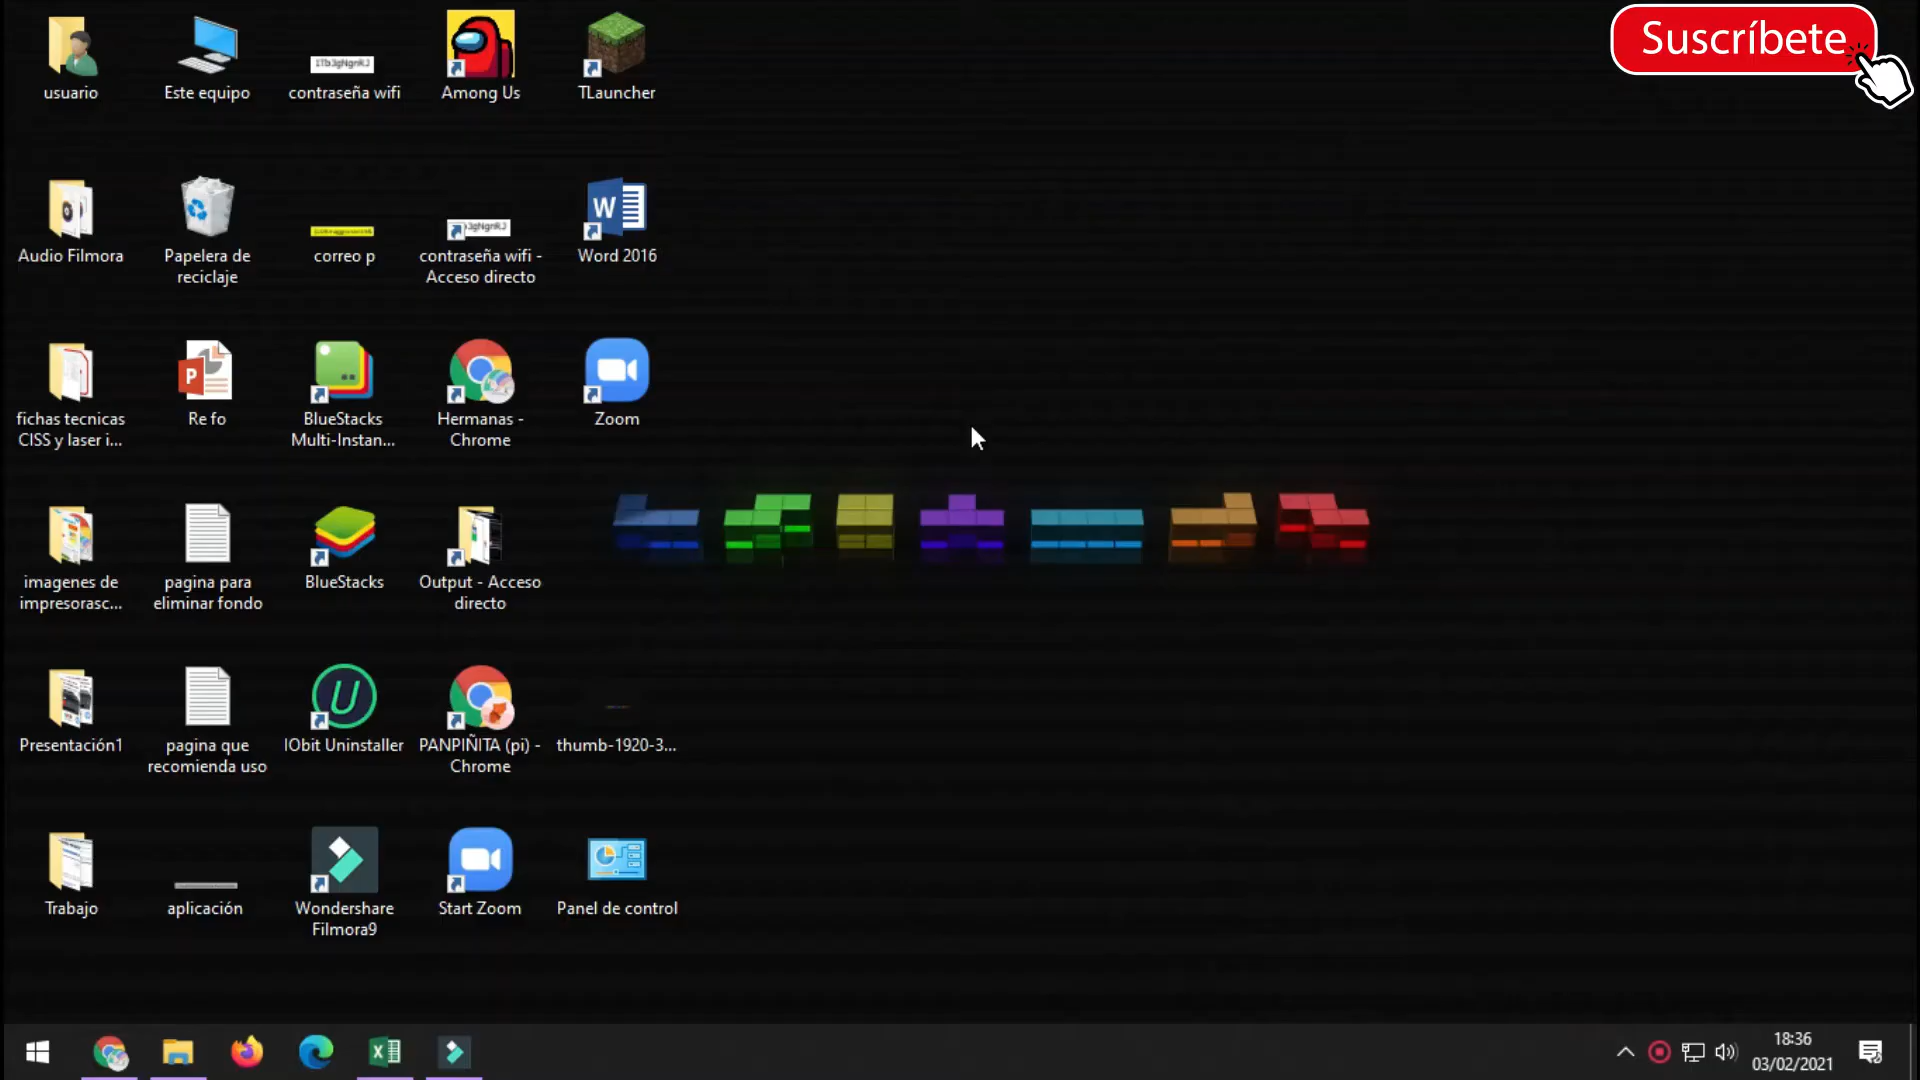 Suscríbete
usuario
Este equipo
contraseña wifi
Among Us
TLauncher
Audio Filmora
Papelera de
reciclaje
correo p
contraseña wifi -
Acceso directo
Word 2016
fichas tecnicas
CISS y laser i...
Re fo
BlueStacks
Multi-Instan...
Hermanas -
Chrome
Zoom
imagenes de
impresorasc...
pagina para
eliminar fondo
BlueStacks
Output - Acceso
directo
Presentación1
pagina que
recomienda uso
IObit Uninstaller
PANPIÑITA (pi) -
Chrome
thumb-1920-3...
Trabajo
aplicación
Wondershare
Filmora9
Start Zoom
Panel de control
18:36
03/02/2021